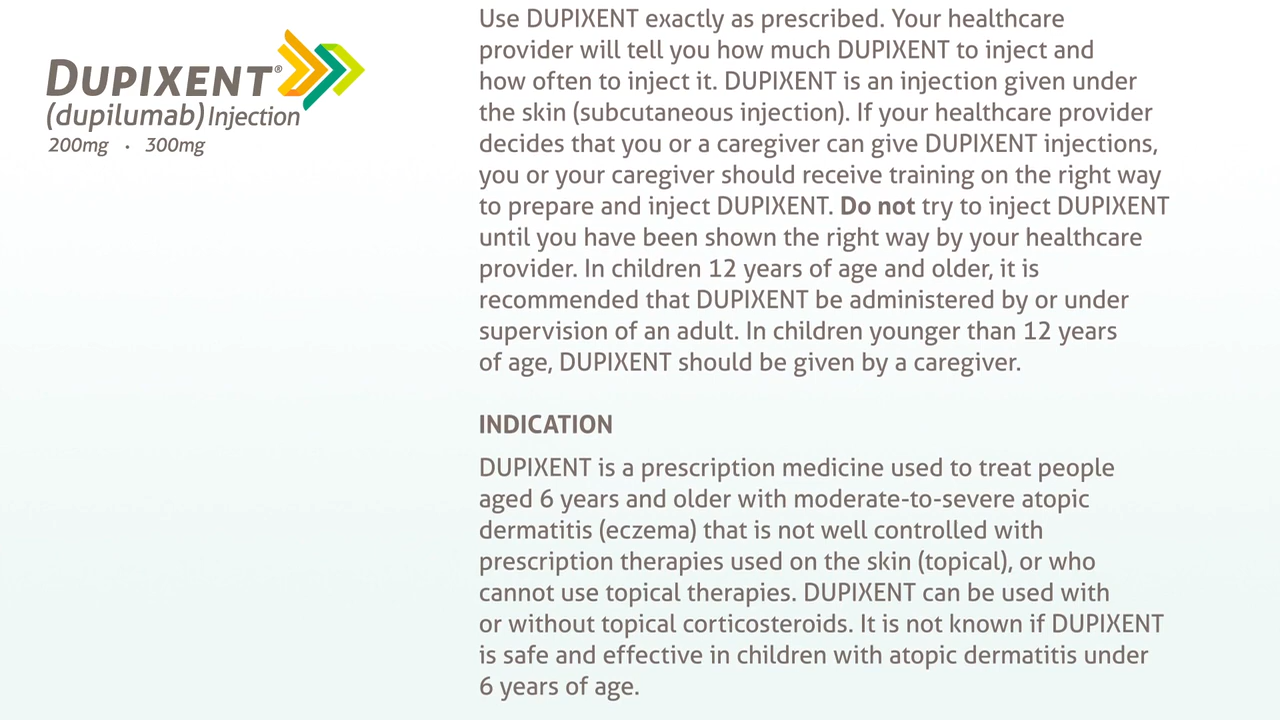 DUPIXENT®
(dupilumab) Injection
200mg · 300mg
Use DUPIXENT exactly as prescribed. Your healthcare
provider will tell you how much DUPIXENT to inject and
how often to inject it. DUPIXENT is an injection given under
the skin (subcutaneous injection). If your healthcare provider
decides that you or a caregiver can give DUPIXENT injections,
you or your caregiver should receive training on the right way
to prepare and inject DUPIXENT. Do not try to inject DUPIXENT
until you have been shown the right way by your healthcare
provider. In children 12 years of age and older, it is
recommended that DUPIXENT be administered by or under
supervision of an adult. In children younger than 12 years
of age, DUPIXENT should be given by a caregiver.
INDICATION
DUPIXENT is a prescription medicine used to treat people
aged 6 years and older with moderate-to-severe atopic
dermatitis (eczema) that is not well controlled with
prescription therapies used on the skin (topical), or who
cannot use topical therapies. DUPIXENT can be used with
or without topical corticosteroids. It is not known if DUPIXENT
is safe and effective in children with atopic dermatitis under
6 years of age.